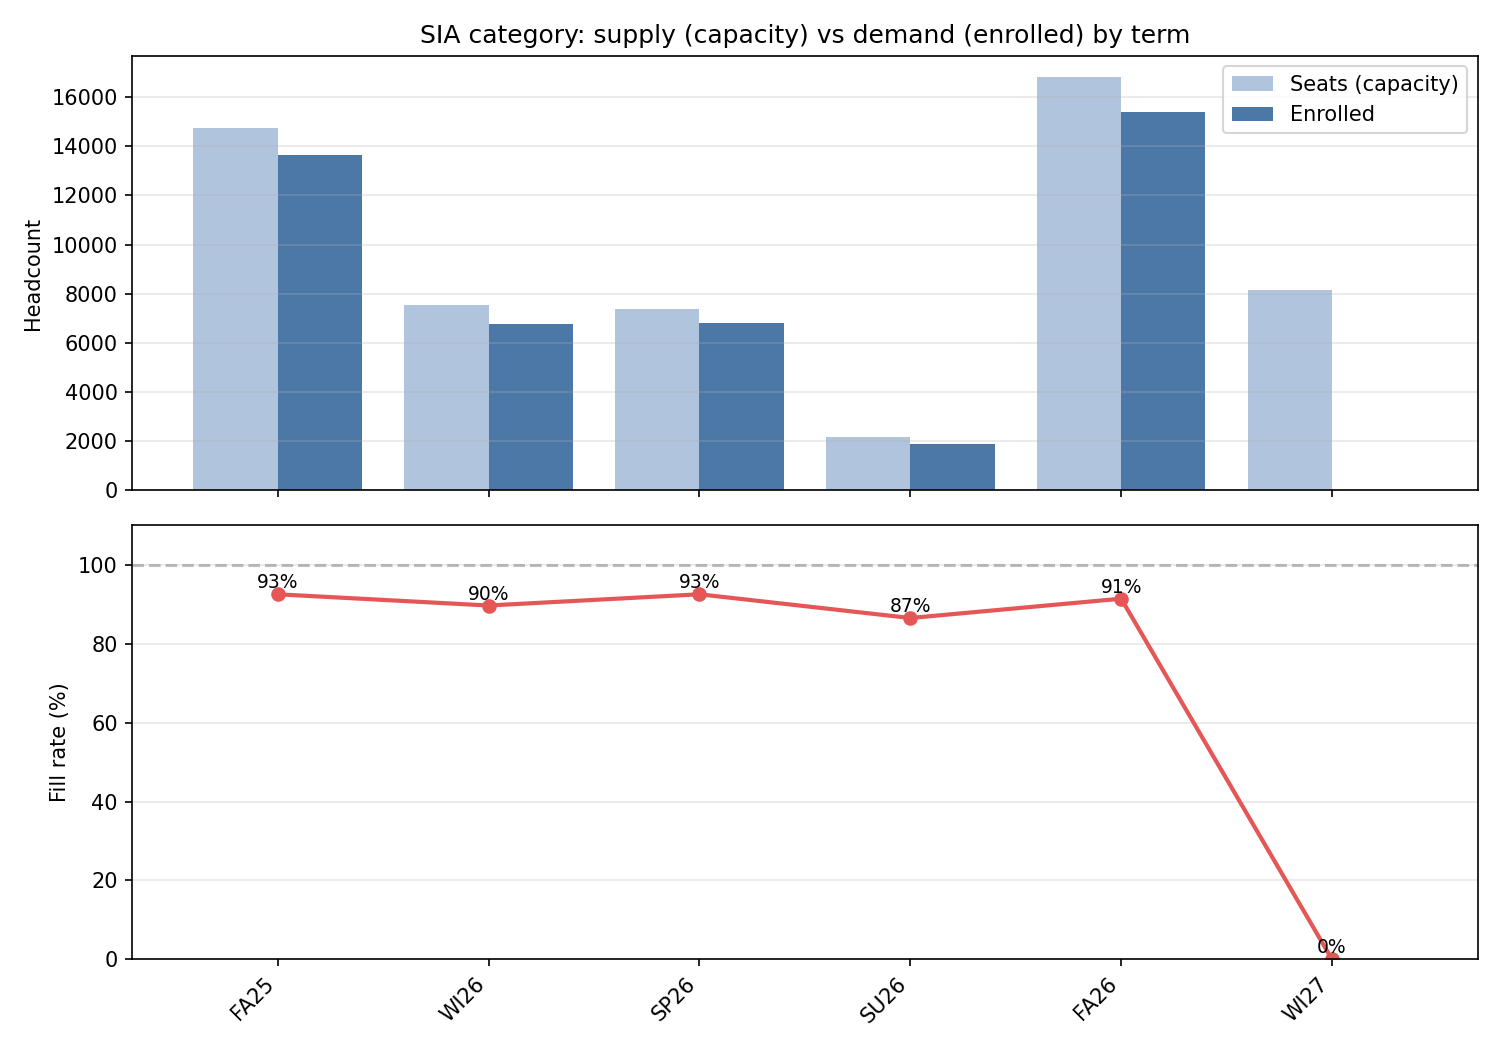 SIA category: supply (capacity) vs demand (enrolled) by term
Seats (capacity)
Enrolled
Headcount
16000
14000
12000
10000
8000
6000
4000
2000
0
Fill rate (%)
100
80
60
40
20
0
93%
90%
93%
87%
91%
0%
FA25
WI26
SP26
SU26
FA26
WI27